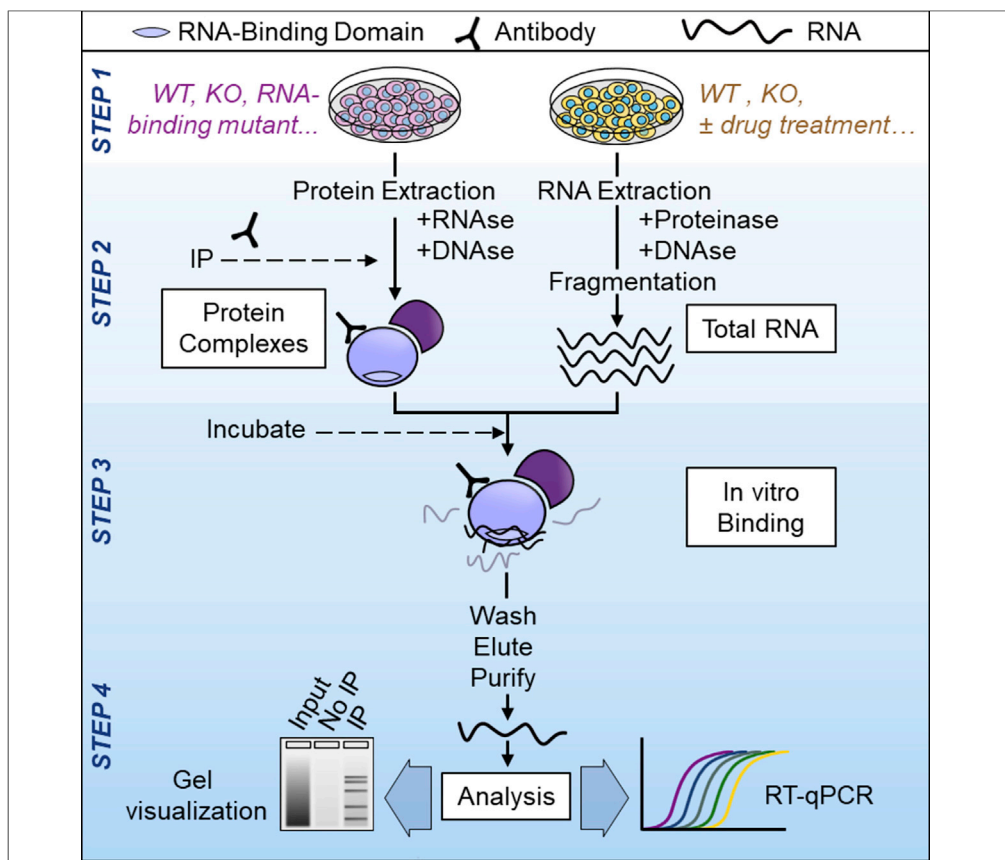 RNA-Binding Domain
Antibody
RNA
STEP 1
WT, KO, RNA-
binding mutant...
WT , KO,
± drug treatment…
STEP 2
Protein Extraction
+RNAse
+DNAse
RNA Extraction
+Proteinase
+DNAse
Fragmentation
IP
Protein
Complexes
Total RNA
STEP 3
Incubate
In vitro
Binding
Wash
Elute
Purify
STEP 4
Input
No IP
IP
Gel
visualization
Analysis
RT-qPCR